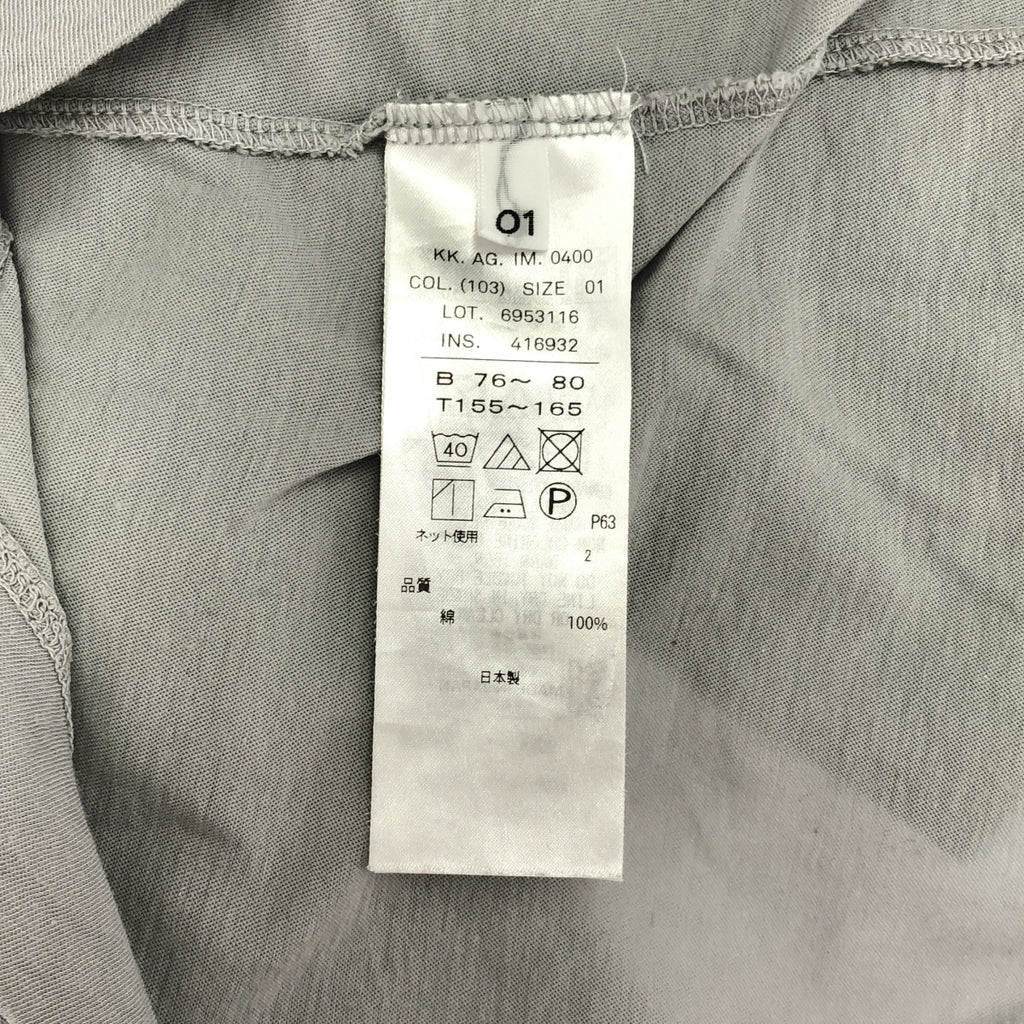 01
KK. AG. IM. 0400
COL. (103) SIZE 01
LOT. 6953116
INS. 416932
B 76～ 80
T155～165
40
P
P63
ネット使用
2
品質
綿 100%
日本製